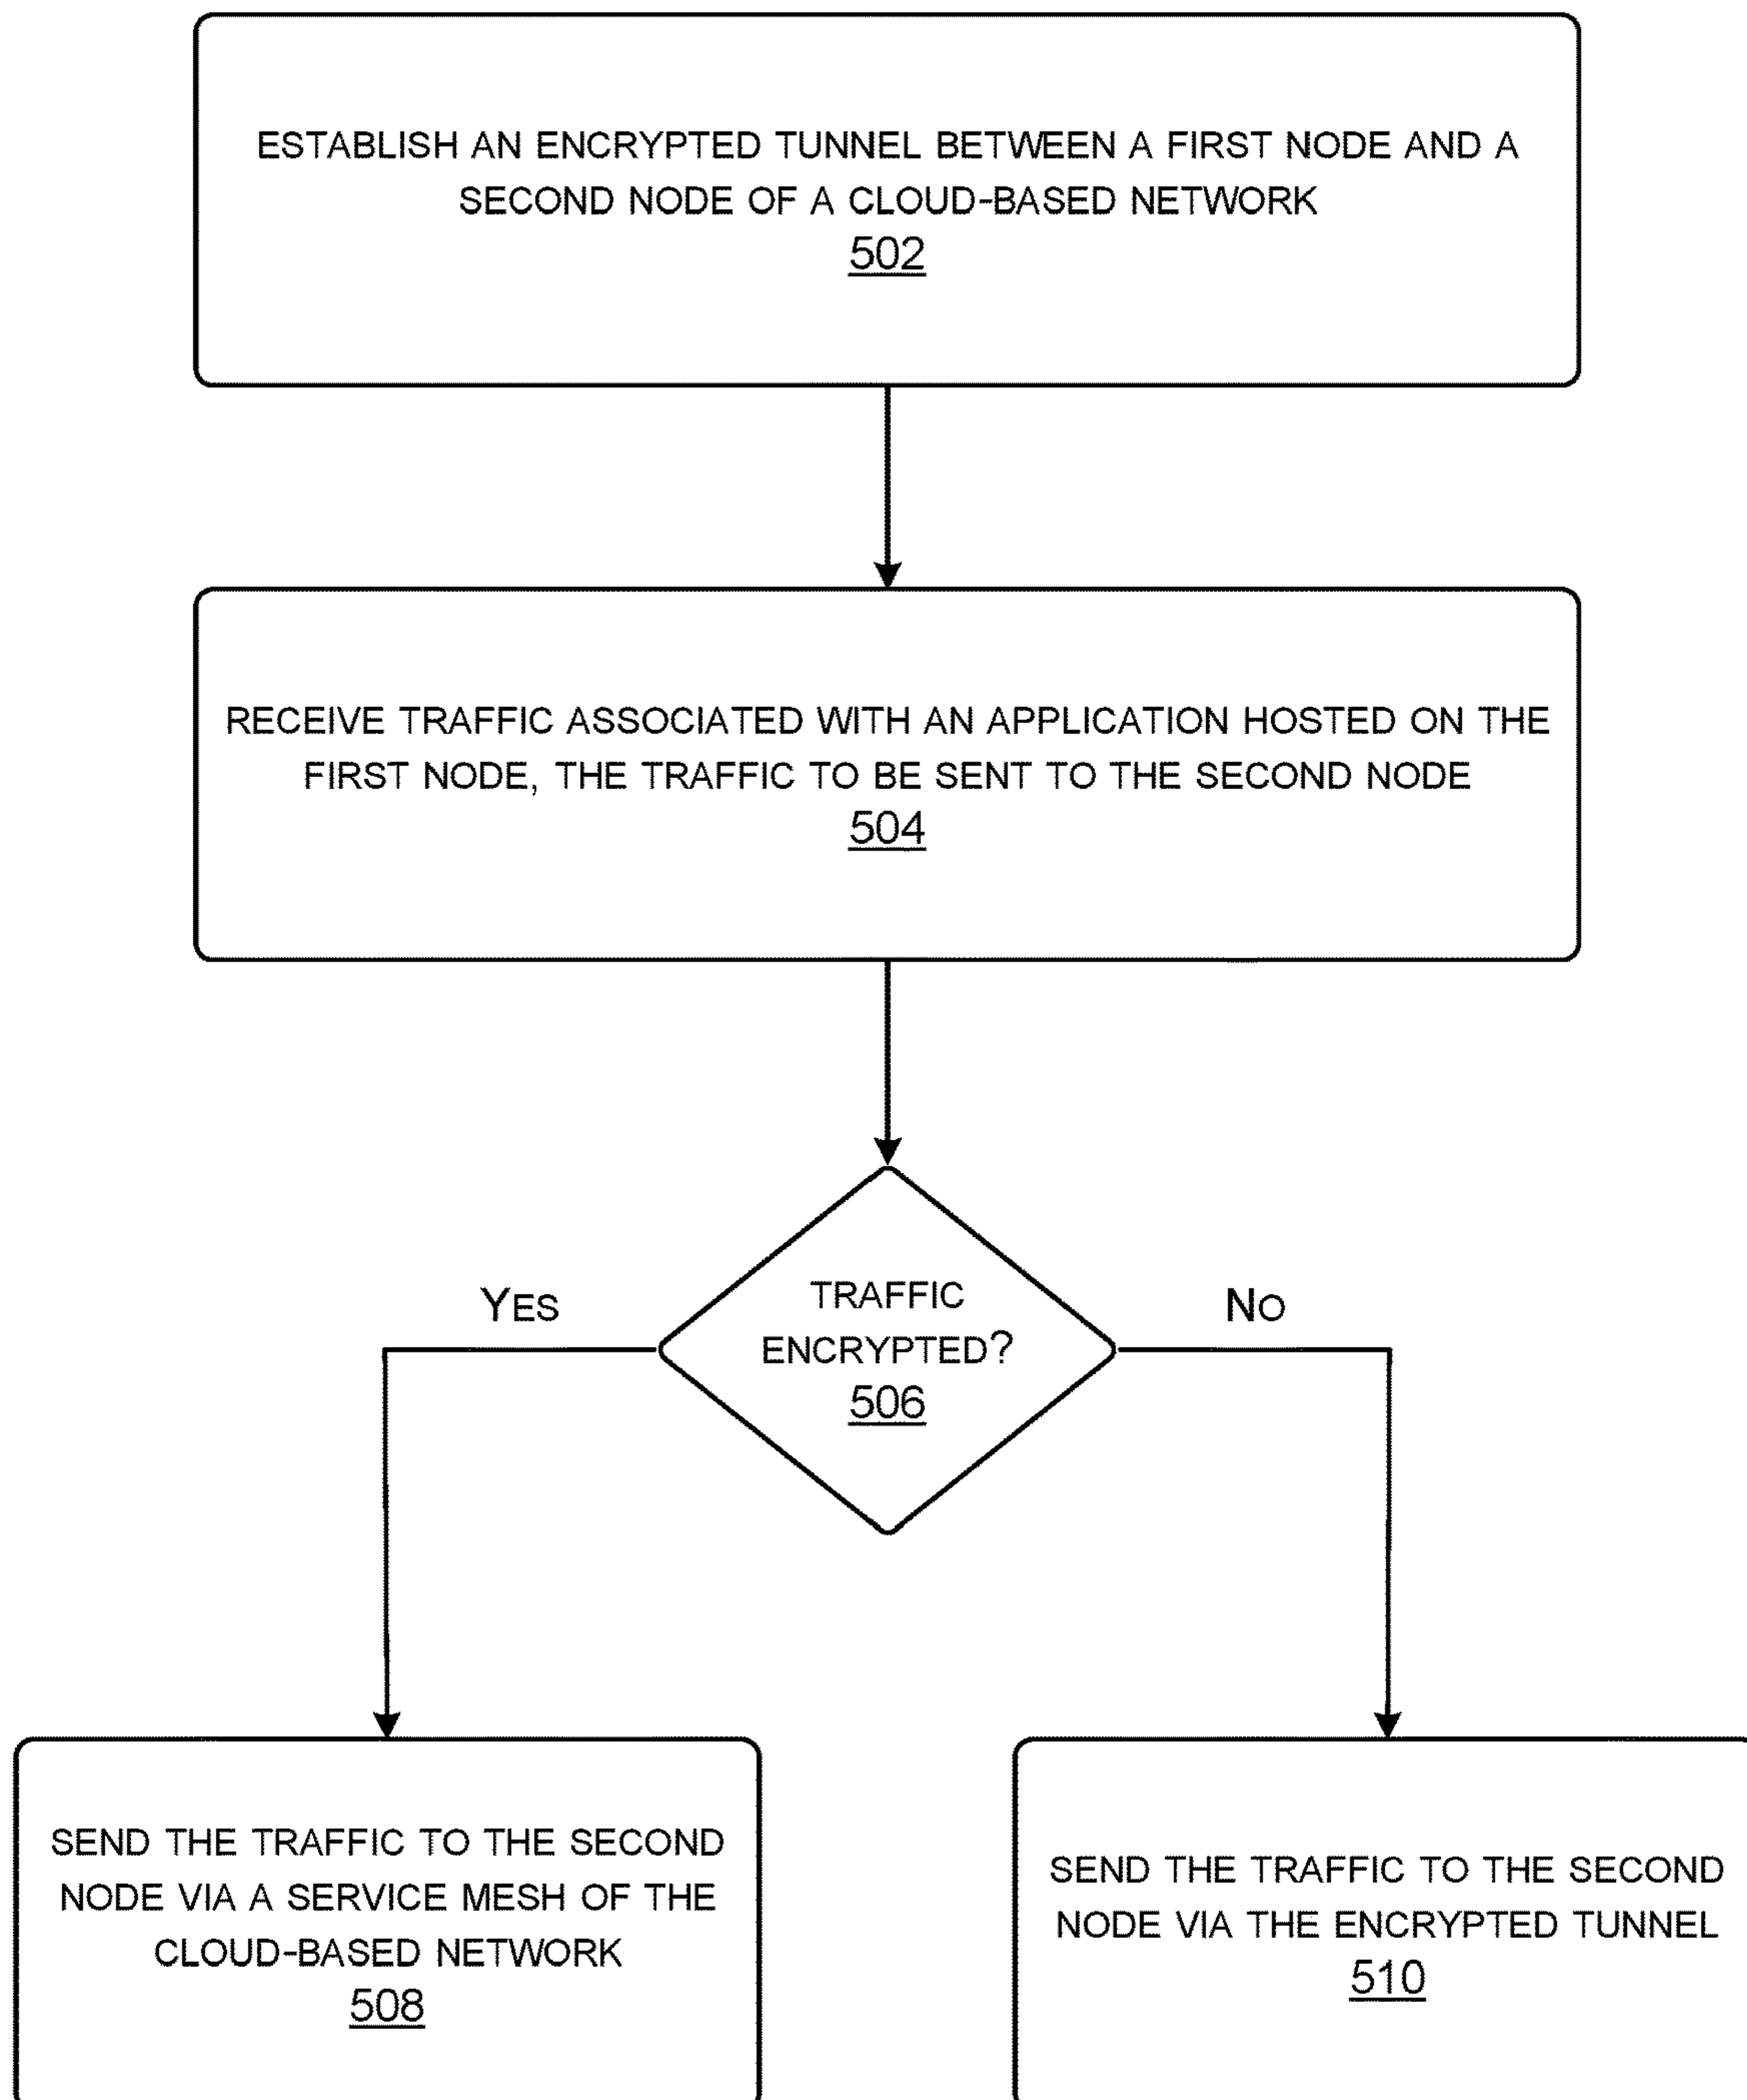 ESTABLISH AN ENCRYPTED TUNNEL BETWEEN A FIRST NODE AND A
SECOND NODE OF A CLOUD-BASED NETWORK
502
RECEIVE TRAFFIC ASSOCIATED WITH AN APPLICATION HOSTED ON THE
FIRST NODE, THE TRAFFIC TO BE SENT TO THE SECOND NODE
504
TRAFFIC
ENCRYPTED?
506
YES
NO
SEND THE TRAFFIC TO THE SECOND
NODE VIA A SERVICE MESH OF THE
CLOUD-BASED NETWORK
508
SEND THE TRAFFIC TO THE SECOND
NODE VIA THE ENCRYPTED TUNNEL
510